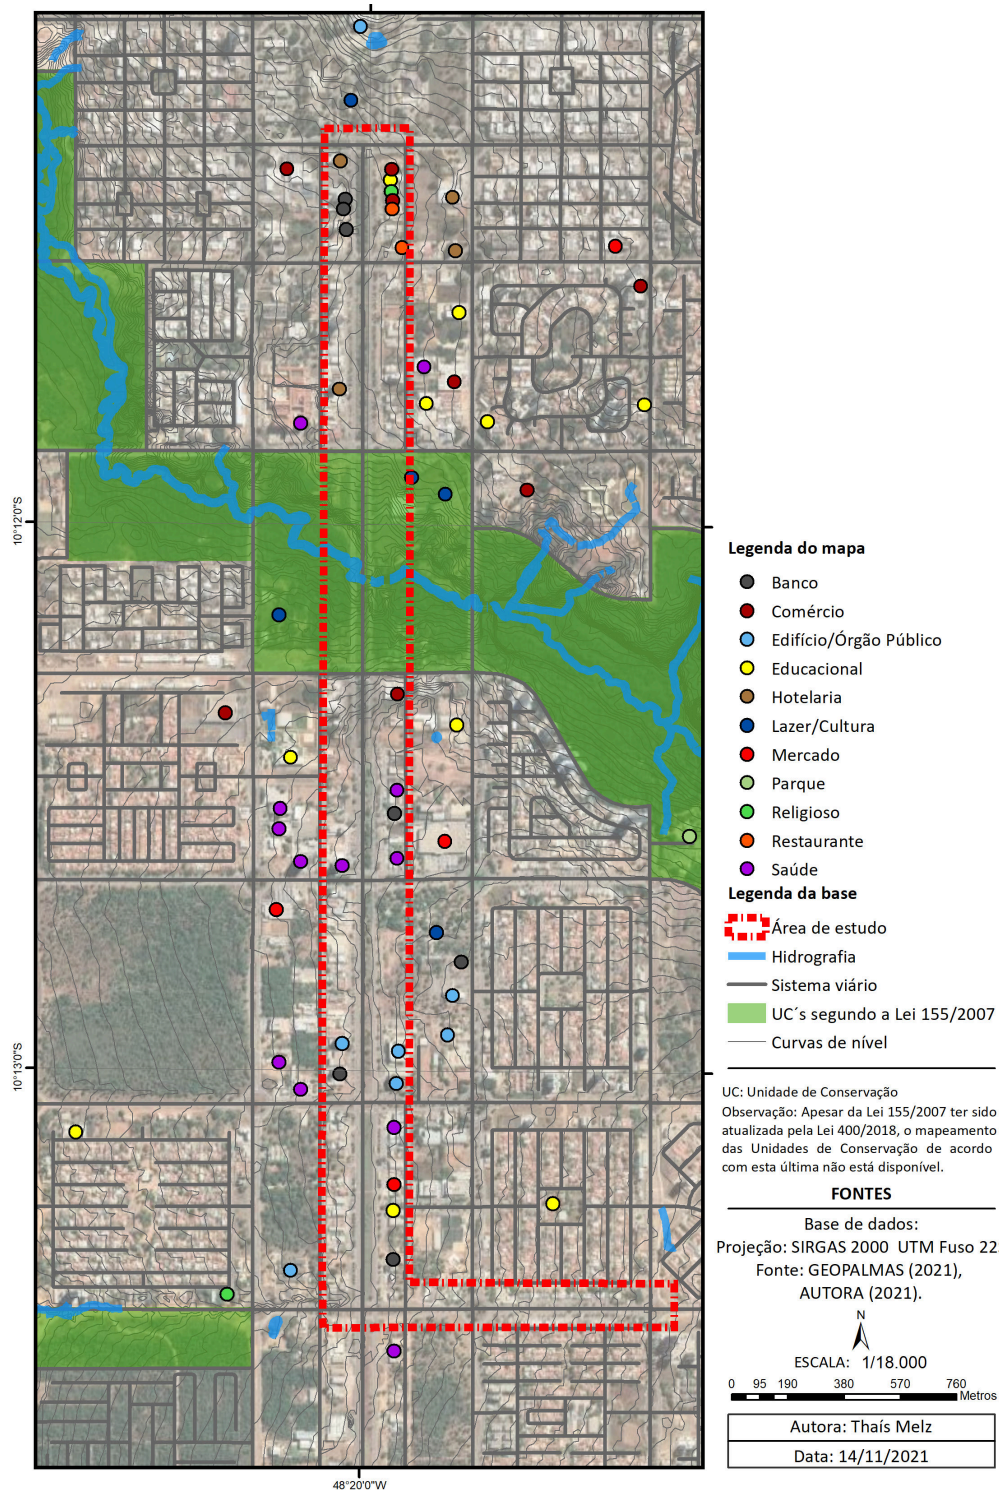 10°12'0"S
10°13'0"S
48°20'0"W
Legenda do mapa
Banco
Comércio
Edifício/Órgão Público
Educacional
Hotelaria
Lazer/Cultura
Mercado
Parque
Religioso
Restaurante
Saúde
Legenda da base
Área de estudo
Hidrografia
Sistema viário
UC´s segundo a Lei 155/2007
Curvas de nível
UC: Unidade de Conservação
Observação: Apesar da Lei 155/2007 ter sido
atualizada pela Lei 400/2018, o mapeamento
das Unidades de Conservação de acordo
com esta última não está disponível.
FONTES
Base de dados:
Projeção: SIRGAS 2000 UTM Fuso 22
Fonte: GEOPALMAS (2021),
AUTORA (2021).
N
ESCALA: 1/18.000
0 95 190 380 570 760
Metros
Autora: Thaís Melz
Data: 14/11/2021